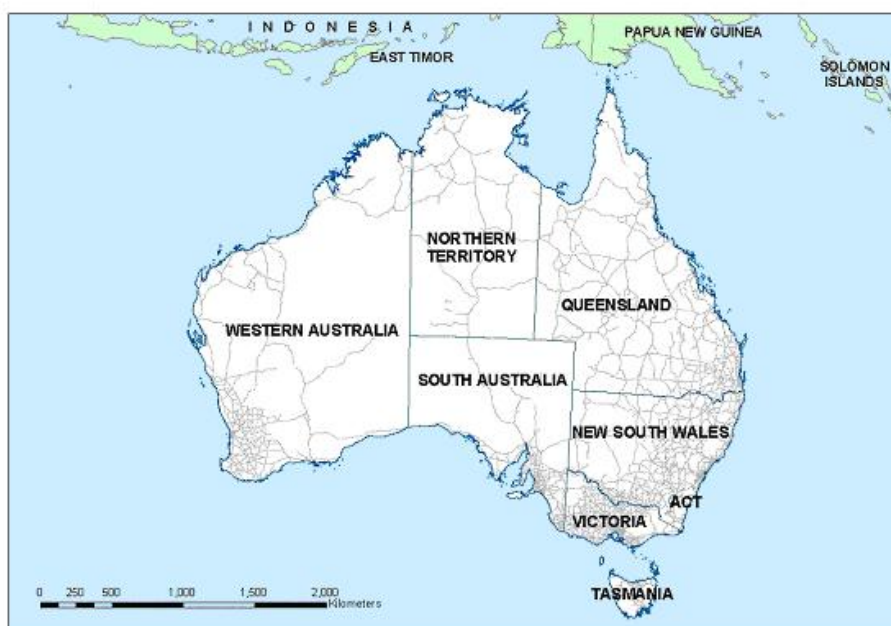 I N D O N E S I A
PAPUA NEW GUINEA
EAST TIMOR
SOLOMON
ISLANDS
NORTHERN
TERRITORY
QUEENSLAND
WESTERN AUSTRALIA
SOUTH AUSTRALIA
NEW SOUTH WALES
ACT
VICTORIA
TASMANIA
0 250 500 1,000 1,500 2,000
Kilometers